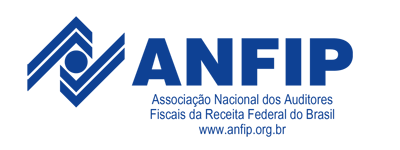 ANFIP
Associação Nacional dos Auditores
Fiscais da Receita Federal do Brasil
www.anfip.org.br